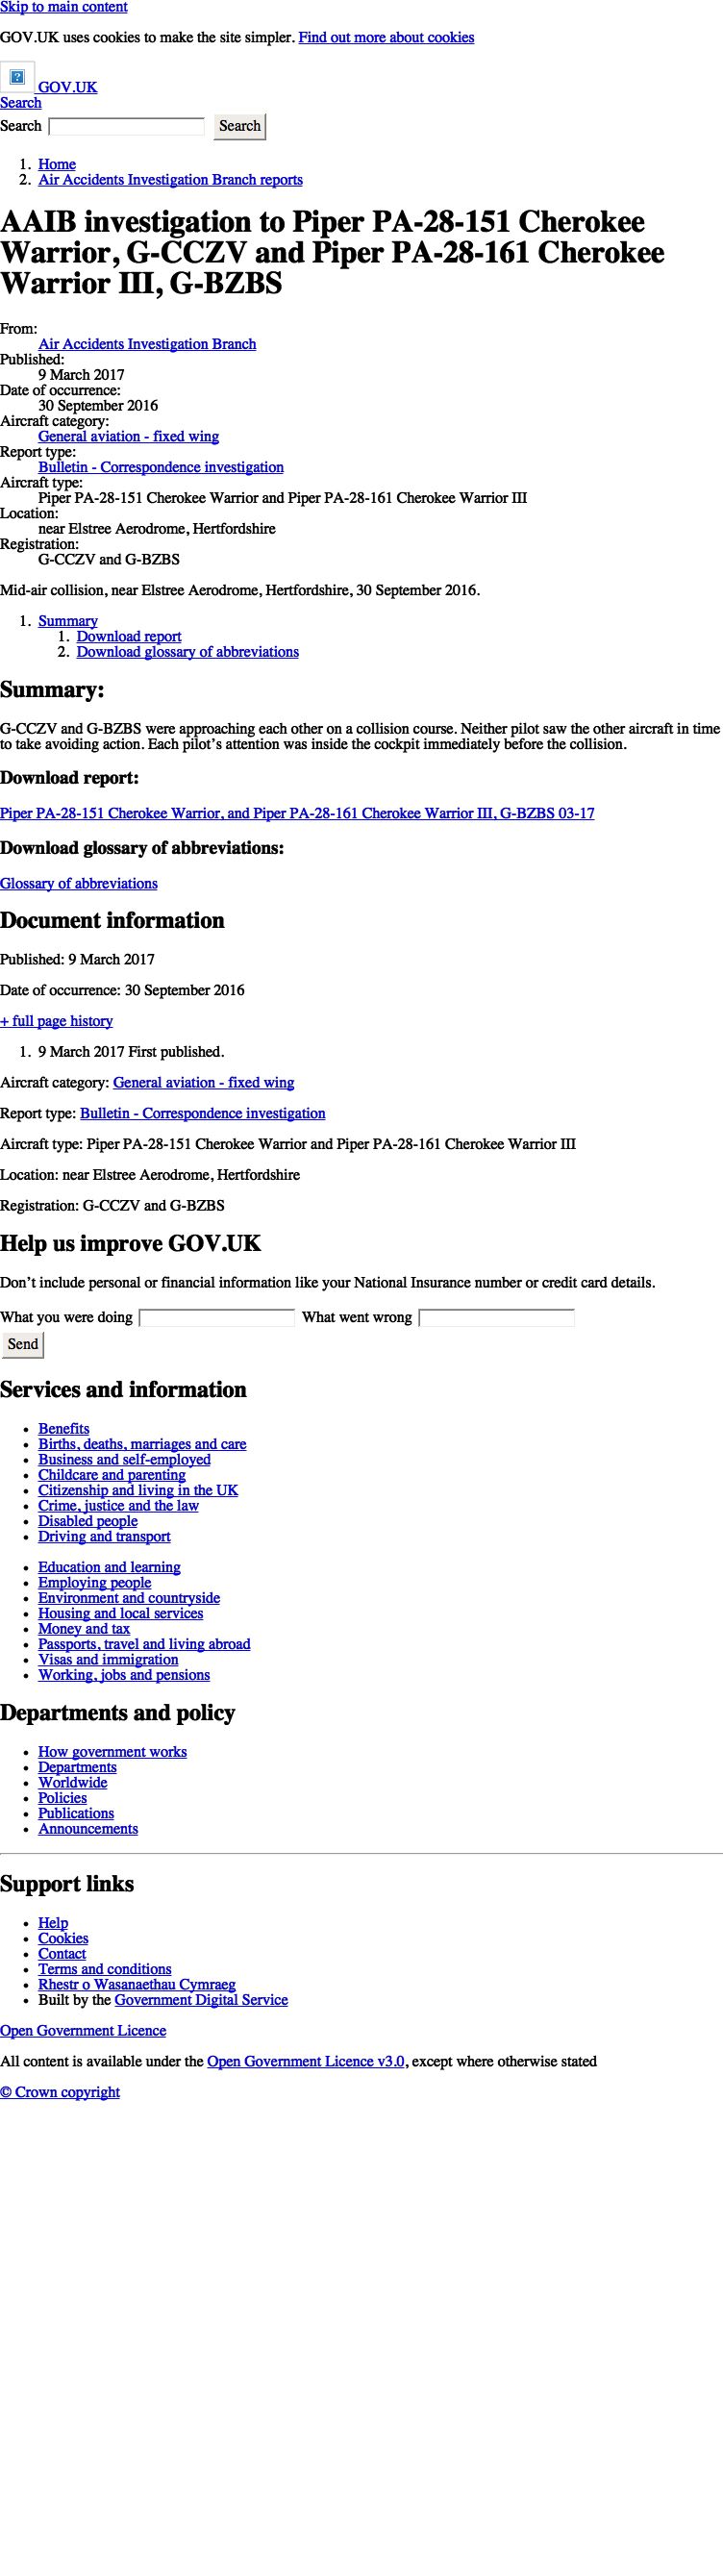 Skip to main content
GOV.UK uses cookies to make the site simpler. Find out more about cookies
GOV.UK
Search
Search Search
1. Home
2. Air Accidents Investigation Branch reports
AAIB investigation to Piper PA-28-151 Cherokee
Warrior, G-CCZV and Piper PA-28-161 Cherokee
Warrior III, G-BZBS
From:
Air Accidents Investigation Branch
Published:
9 March 2017
Date of occurrence:
30 September 2016
Aircraft category:
General aviation - fixed wing
Report type:
Bulletin - Correspondence investigation
Aircraft type:
Piper PA-28-151 Cherokee Warrior and Piper PA-28-161 Cherokee Warrior III
Location:
near Elstree Aerodrome, Hertfordshire
Registration:
G-CCZV and G-BZBS
Mid-air collision, near Elstree Aerodrome, Hertfordshire, 30 September 2016.
1. Summary
1. Download report
2. Download glossary of abbreviations
Summary:
G-CCZV and G-BZBS were approaching each other on a collision course. Neither pilot saw the other aircraft in time
to take avoiding action. Each pilot’s attention was inside the cockpit immediately before the collision.
Download report:
Piper PA-28-151 Cherokee Warrior, and Piper PA-28-161 Cherokee Warrior III, G-BZBS 03-17
Download glossary of abbreviations:
Glossary of abbreviations
Document information
Published: 9 March 2017
Date of occurrence: 30 September 2016
+ full page history
1. 9 March 2017 First published.
Aircraft category: General aviation - fixed wing
Report type: Bulletin - Correspondence investigation
Aircraft type: Piper PA-28-151 Cherokee Warrior and Piper PA-28-161 Cherokee Warrior III
Location: near Elstree Aerodrome, Hertfordshire
Registration: G-CCZV and G-BZBS
Help us improve GOV.UK
Don’t include personal or financial information like your National Insurance number or credit card details.
What you were doing What went wrong
Send
Services and information
• Benefits
• Births, deaths, marriages and care
• Business and self-employed
• Childcare and parenting
• Citizenship and living in the UK
• Crime, justice and the law
• Disabled people
• Driving and transport
• Education and learning
• Employing people
• Environment and countryside
• Housing and local services
• Money and tax
• Passports, travel and living abroad
• Visas and immigration
• Working, jobs and pensions
Departments and policy
• How government works
• Departments
• Worldwide
• Policies
• Publications
• Announcements
Support links
• Help
• Cookies
• Contact
• Terms and conditions
• Rhestr o Wasanaethau Cymraeg
• Built by the Government Digital Service
Open Government Licence
All content is available under the Open Government Licence v3.0, except where otherwise stated
© Crown copyright